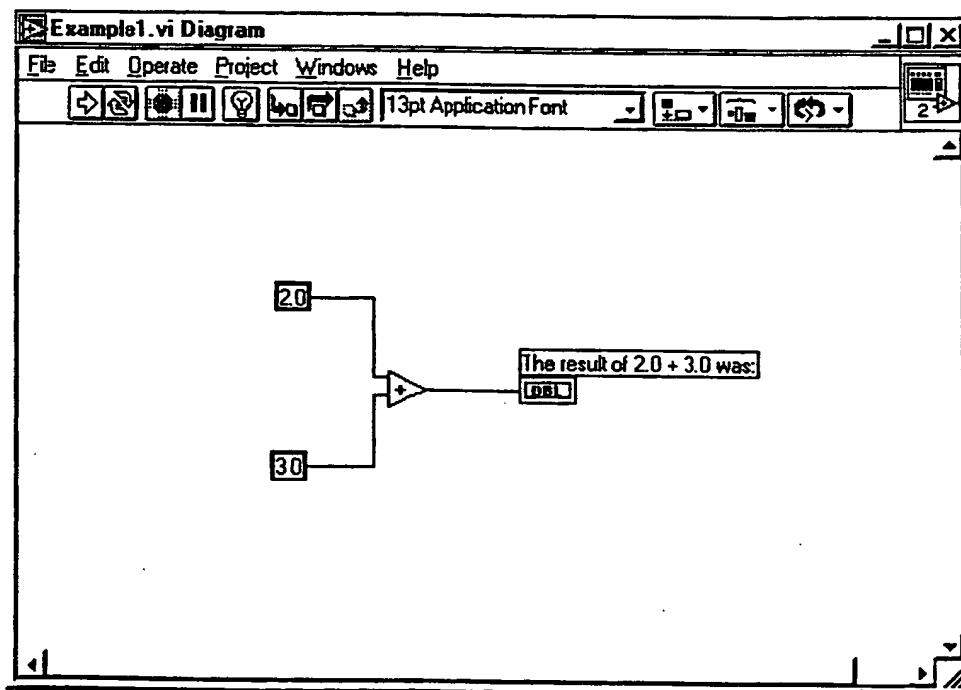 Example1.vi Diagram
File Edit Operate Project Windows Help
13pt Application Font
2
2.0
The result of 2.0 + 3.0 was:
+
DBL
3.0